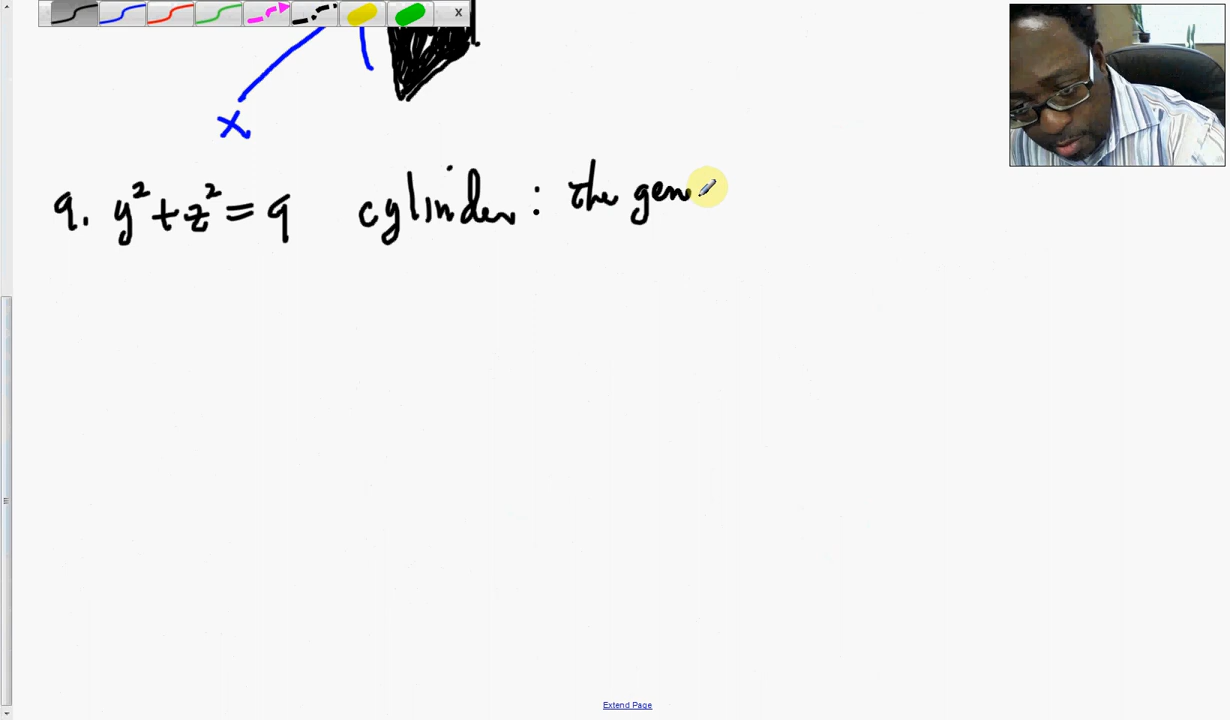 x
X
9. y² + z² = 9 cylinder : the gen
Extend Page